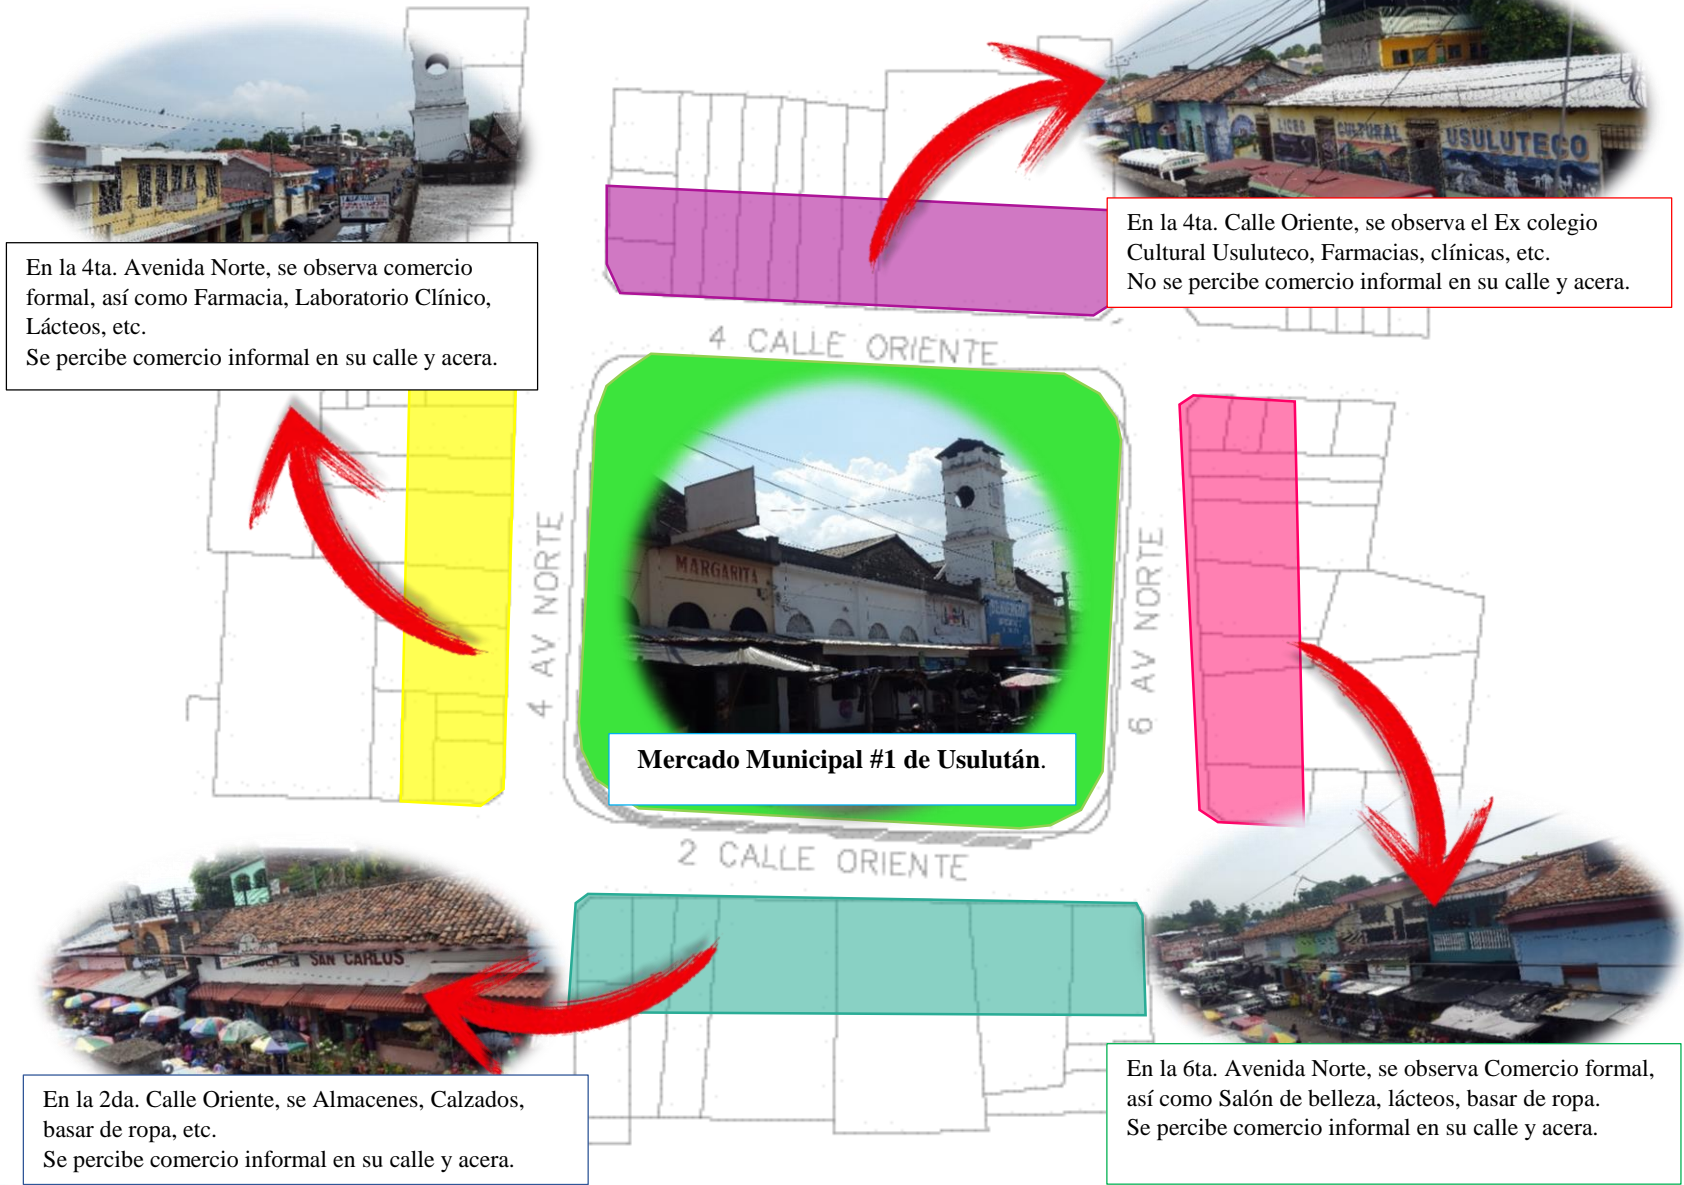 LICEO CULTURAL USULUTECO
En la 4ta. Avenida Norte, se observa comercio
formal, así como Farmacia, Laboratorio Clínico,
Lácteos, etc.
Se percibe comercio informal en su calle y acera.
En la 4ta. Calle Oriente, se observa el Ex colegio
Cultural Usuluteco, Farmacias, clínicas, etc.
No se percibe comercio informal en su calle y acera.
4 CALLE ORIENTE
4 AV NORTE
MARGARITA
6 AV NORTE
Mercado Municipal #1 de Usulután.
2 CALLE ORIENTE
SAN CARLOS
En la 2da. Calle Oriente, se Almacenes, Calzados,
basar de ropa, etc.
Se percibe comercio informal en su calle y acera.
En la 6ta. Avenida Norte, se observa Comercio formal,
así como Salón de belleza, lácteos, basar de ropa.
Se percibe comercio informal en su calle y acera.